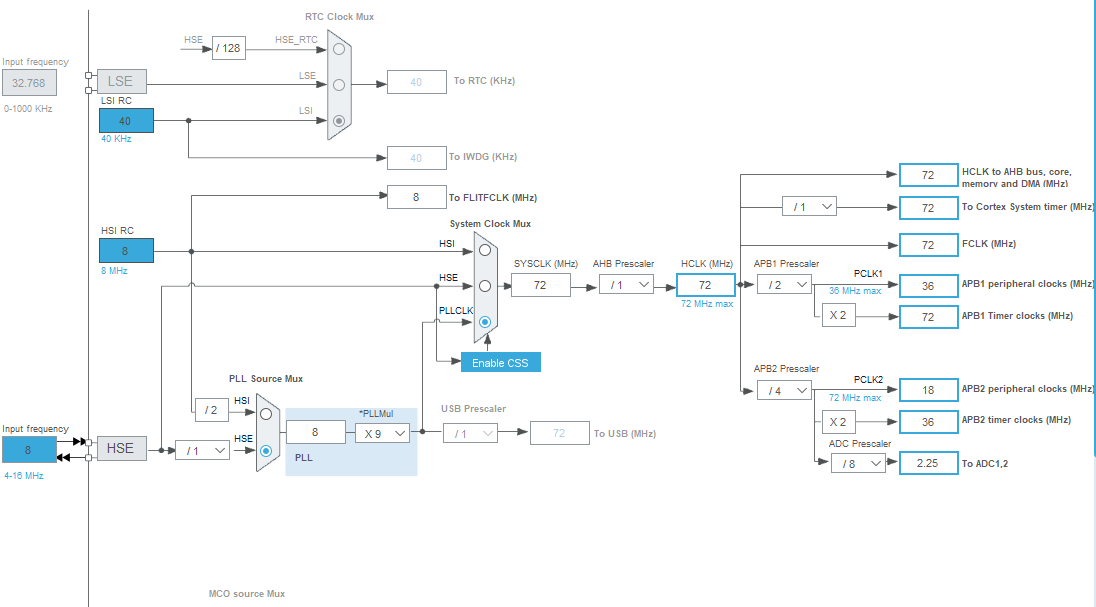 RTC Clock Mux
HSE
/ 128
HSE_RTC
Input frequency
32.768
0-1000 KHz
LSE
LSE
40
To RTC (KHz)
LSI RC
40
40 KHz
LSI
40
To IWDG (KHz)
8
To FLITFCLK (MHz)
System Clock Mux
HSI RC
8
8 MHz
HSI
HSE
PLLCLK
SYSCLK (MHz)
72
AHB Prescaler
/ 1
HCLK (MHz)
72
72 MHz max
Enable CSS
72
HCLK to AHB bus, core,
memory and DMA (MHz)
/ 1
72
To Cortex System timer (MHz)
72
FCLK (MHz)
APB1 Prescaler
/ 2
PCLK1
36 MHz max
36
APB1 peripheral clocks (MHz)
X 2
72
APB1 Timer clocks (MHz)
APB2 Prescaler
/ 4
PCLK2
72 MHz max
18
APB2 peripheral clocks (MHz)
X 2
36
APB2 timer clocks (MHz)
ADC Prescaler
/ 8
2.25
To ADC1,2
PLL Source Mux
/ 2
HSI
Input frequency
8
4-16 MHz
HSE
/ 1
HSE
8
PLL
*PLLMul
X 9
USB Prescaler
/ 1
72
To USB (MHz)
MCO source Mux